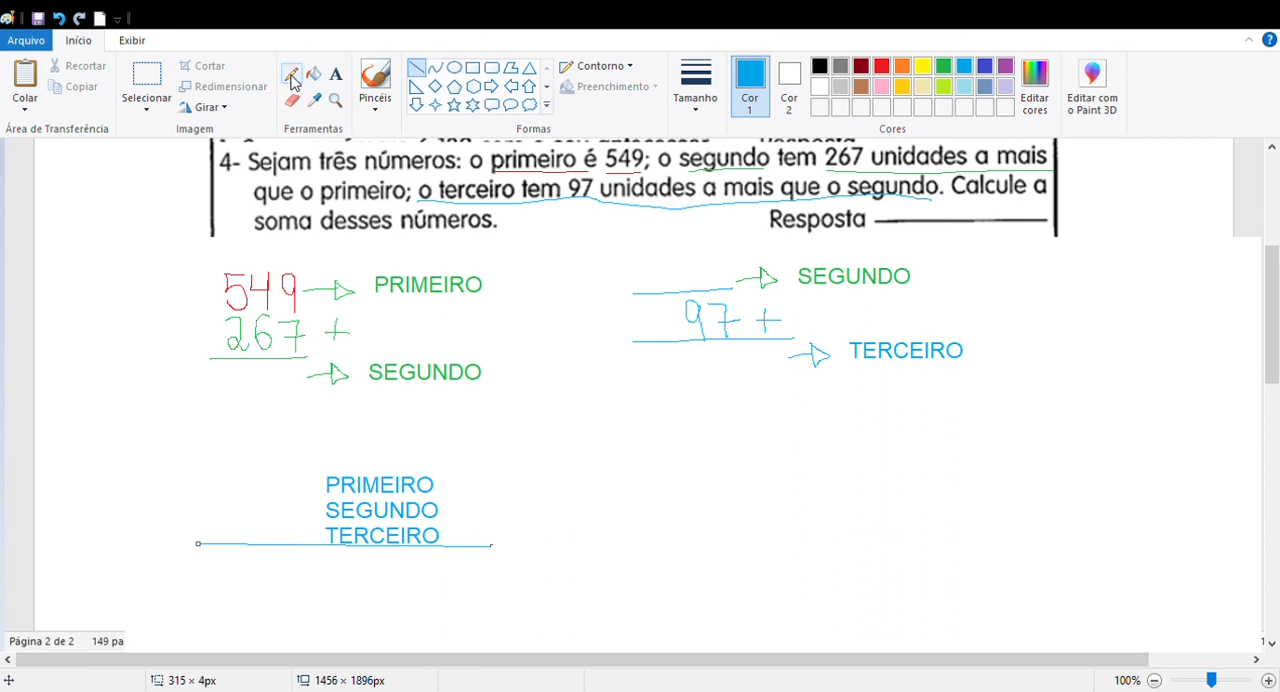 Arquivo Início Exibir
Colar
Recortar
Copiar
Área de Transferência
Selecionar
Cortar
Redimensionar
Girar
Imagem
A
Ferramentas
Pincéis
Contorno
Preenchimento
Formas
Tamanho
Cor 1
Cor 2
Cores
Editar cores
Editar com o Paint 3D
4- Sejam três números: o primeiro é 549; o segundo tem 267 unidades a mais
que o primeiro; o terceiro tem 97 unidades a mais que o segundo. Calcule a
soma desses números. Resposta
549 PRIMEIRO
267 +
SEGUNDO
SEGUNDO
97 +
TERCEIRO
PRIMEIRO
SEGUNDO
TERCEIRO
Página 2 de 2 149 pa
315 × 4px 1456 × 1896px 100%